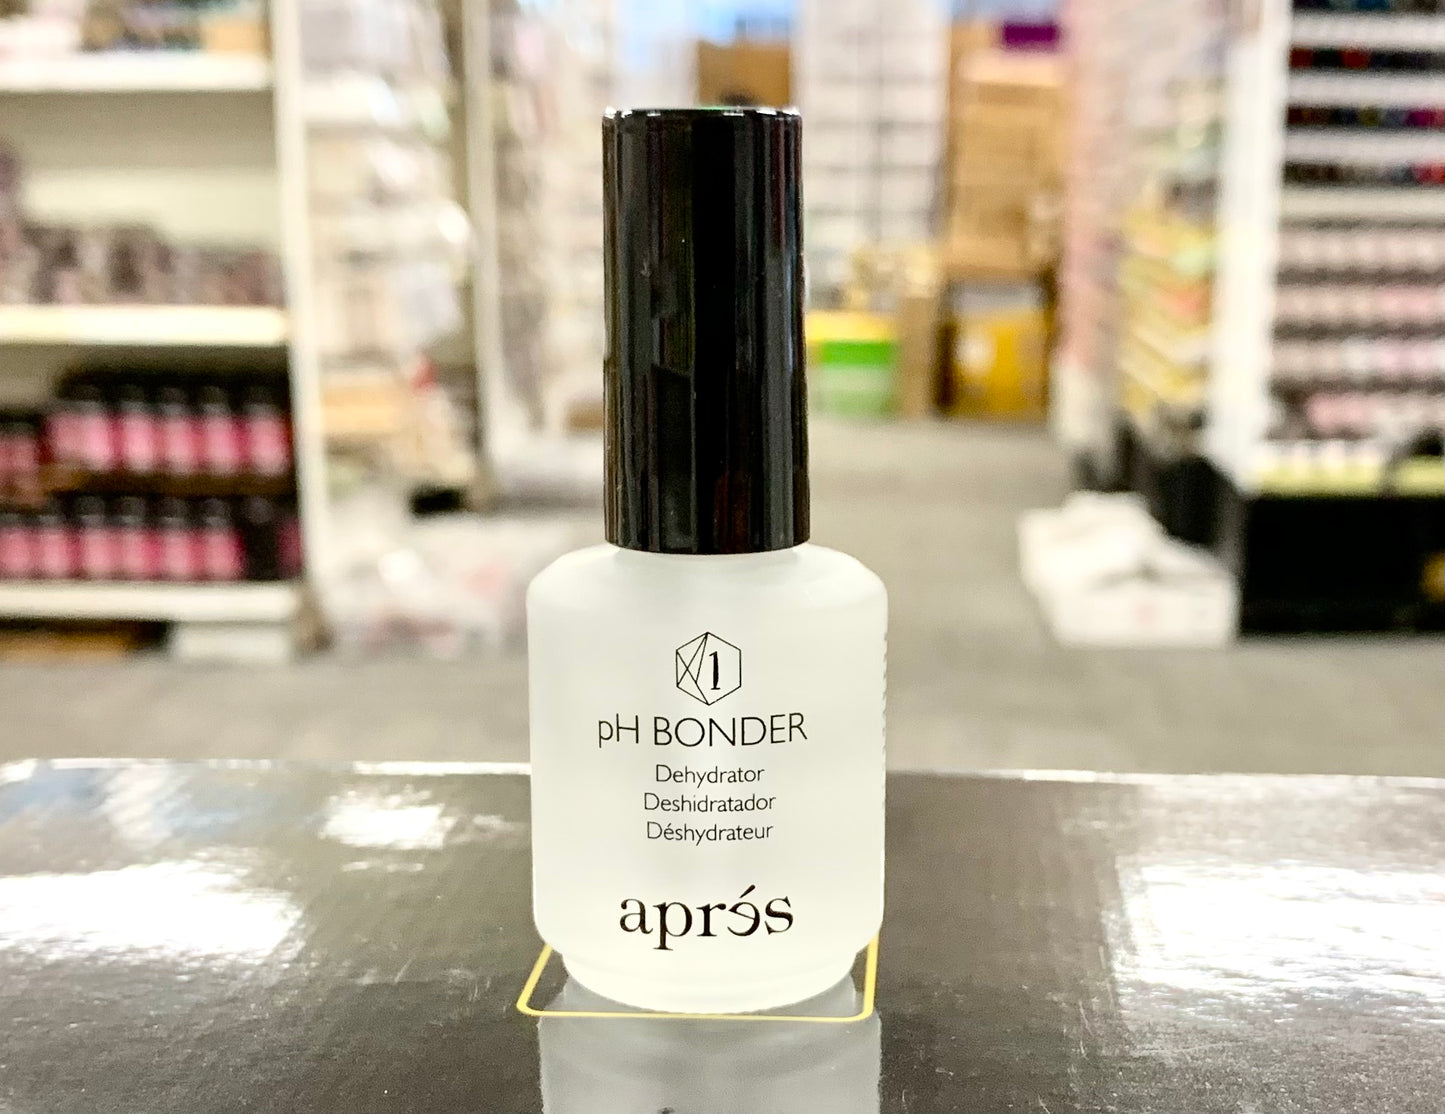 1
pH BONDER
Dehydrator
Deshidratador
Déshydrateur
aprés